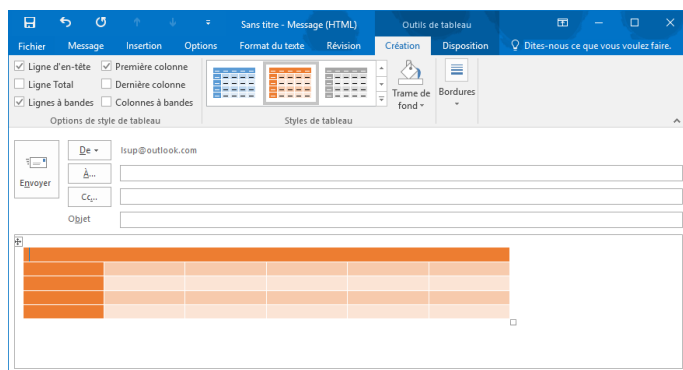 Sans titre - Message (HTML) Outils de tableau
Fichier Message Insertion Options Format du texte Révision Création Disposition Dites-nous ce que vous voulez faire.
Ligne d'en-tête Première colonne
Ligne Total Dernière colonne
Lignes à bandes Colonnes à bandes
Trame de fond
Bordures
Options de style de tableau Styles de tableau
Envoyer
De lsup@outlook.com
À...
Cc...
Objet